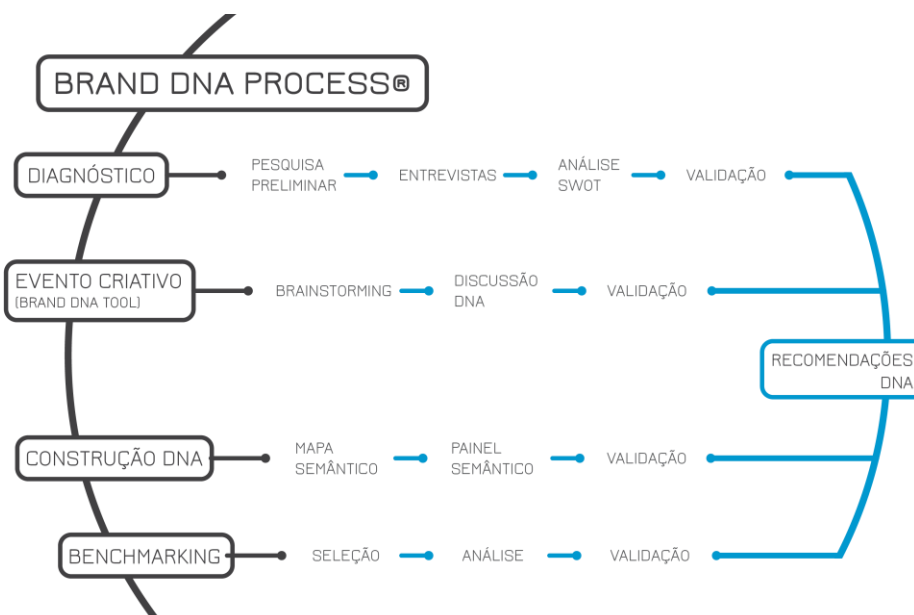 BRAND DNA PROCESS®
DIAGNÓSTICO
PESQUISA
PRELIMINAR
ENTREVISTAS
ANÁLISE
SWOT
VALIDAÇÃO
EVENTO CRIATIVO
(BRAND DNA TOOL)
BRAINSTORMING
DISCUSSÃO
DNA
VALIDAÇÃO
RECOMENDAÇÕES
DNA
CONSTRUÇÃO DNA
MAPA
SEMÂNTICO
PAINEL
SEMÂNTICO
VALIDAÇÃO
BENCHMARKING
SELEÇÃO
ANÁLISE
VALIDAÇÃO